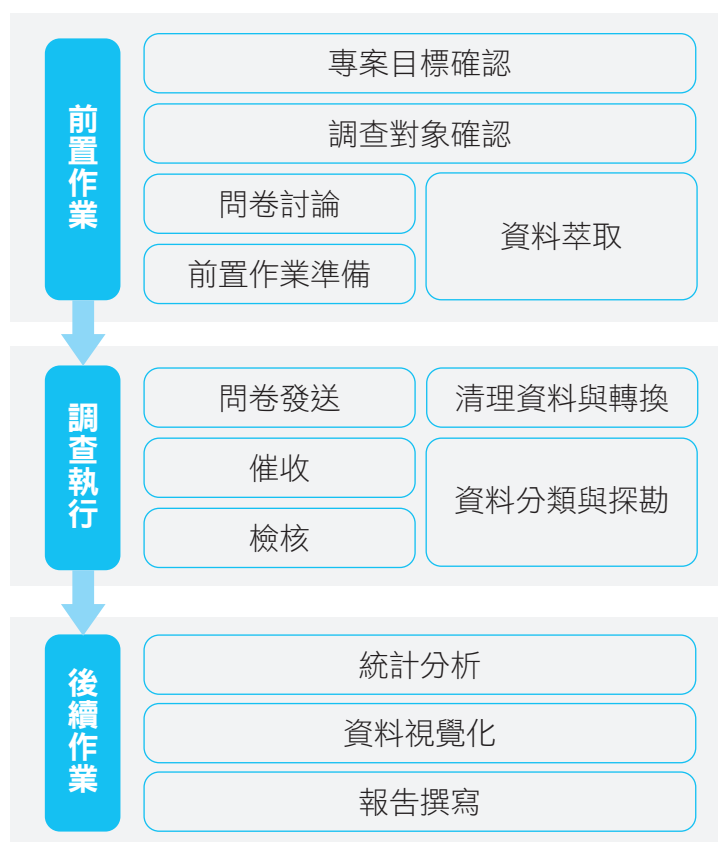 前置作業
專案目標確認
調查對象確認
問卷討論
前置作業準備
資料萃取
調查執行
問卷發送
催收
檢核
清理資料與轉換
資料分類與探勘
後續作業
統計分析
資料視覺化
報告撰寫